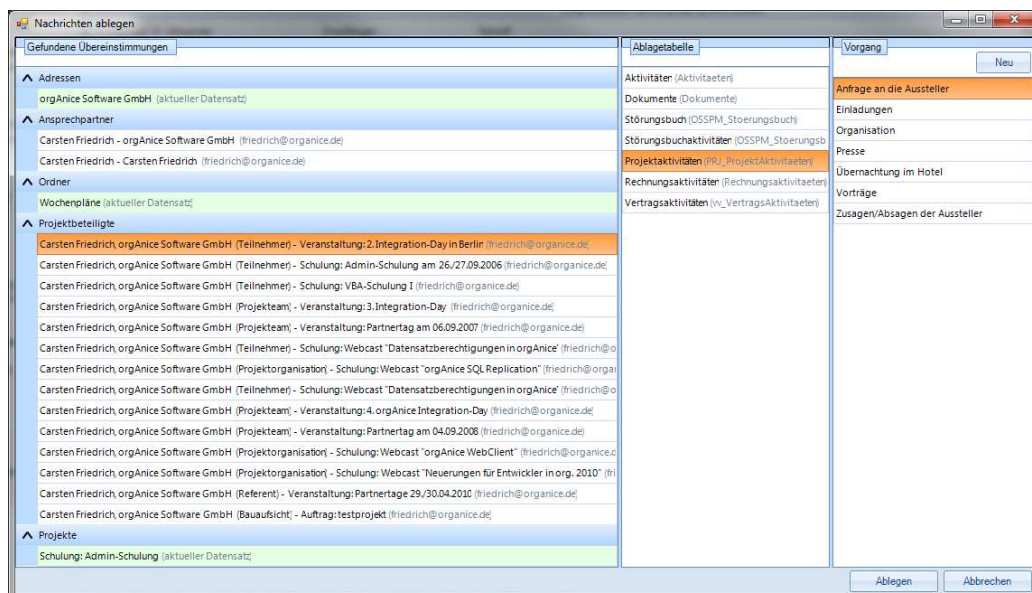 Nachrichten ablegen
Gefundene Übereinstimmungen
Adressen
orgAnice Software GmbH (aktueller Datensatz)
Ansprechpartner
Carsten Friedrich - orgAnice Software GmbH (friedrich@organice.de)
Carsten Friedrich - Carsten Friedrich (friedrich@organice.de)
Ordner
Wochenpläne (aktueller Datensatz)
Projektbeteiligte
Carsten Friedrich, orgAnice Software GmbH (Teilnehmer) - Veranstaltung: 2.Integration-Day in Berlin (friedrich@organice.de)
Carsten Friedrich, orgAnice Software GmbH (Teilnehmer) - Schulung: Admin-Schulung am 26./27.09.2006 (friedrich@organice.de)
Carsten Friedrich, orgAnice Software GmbH (Teilnehmer) - Schulung: VBA-Schulung I (friedrich@organice.de)
Carsten Friedrich, orgAnice Software GmbH (Projekteam) - Veranstaltung: 3.Integration-Day (friedrich@organice.de)
Carsten Friedrich, orgAnice Software GmbH (Projekteam) - Veranstaltung: Partnertag am 06.09.2007 (friedrich@organice.de)
Carsten Friedrich, orgAnice Software GmbH (Teilnehmer) - Schulung: Webcast "Datensatzberechtigungen in orgAnice" (friedrich@o
Carsten Friedrich, orgAnice Software GmbH (Projektorganisation) - Schulung: Webcast "orgAnice SQL Replication" (friedrich@organ
Carsten Friedrich, orgAnice Software GmbH (Teilnehmer) - Schulung: Webcast "Datensatzberechtigungen in orgAnice" (friedrich@o
Carsten Friedrich, orgAnice Software GmbH (Projekteam) - Veranstaltung: 4. orgAnice Integration-Day (friedrich@organice.de)
Carsten Friedrich, orgAnice Software GmbH (Projekteam) - Veranstaltung: Partnertag am 04.09.2008 (friedrich@organice.de)
Carsten Friedrich, orgAnice Software GmbH (Projektorganisation) - Schulung: Webcast "orgAnice WebClient" (friedrich@organice.d
Carsten Friedrich, orgAnice Software GmbH (Projektorganisation) - Schulung: Webcast "Neuerungen für Entwickler in org. 2010" (fri
Carsten Friedrich, orgAnice Software GmbH (Referent) - Veranstaltung: Partnertage 29./30.04.2010 (friedrich@organice.de)
Carsten Friedrich, orgAnice Software GmbH (Bauaufsicht) - Auftrag: testprojekt (friedrich@organice.de)
Projekte
Schulung: Admin-Schulung (aktueller Datensatz)
Ablagetabelle
Aktivitäten (Aktivitaeten)
Dokumente (Dokumente)
Störungsbuch (OSSPM_Stoerungsbuch)
Störungsbuchaktivitäten (OSSPM_Stoerungsb
Projektaktivitäten (PRJ_ProjektAktivitaeten)
Rechnungsaktivitäten (Rechnungsaktivitaeten)
Vertragsaktivitäten (vv_VertragsAktivitaeten)
Vorgang
Neu
Anfrage an die Aussteller
Einladungen
Organisation
Presse
Übernachtung im Hotel
Vorträge
Zusagen/Absagen der Aussteller
Ablegen
Abbrechen